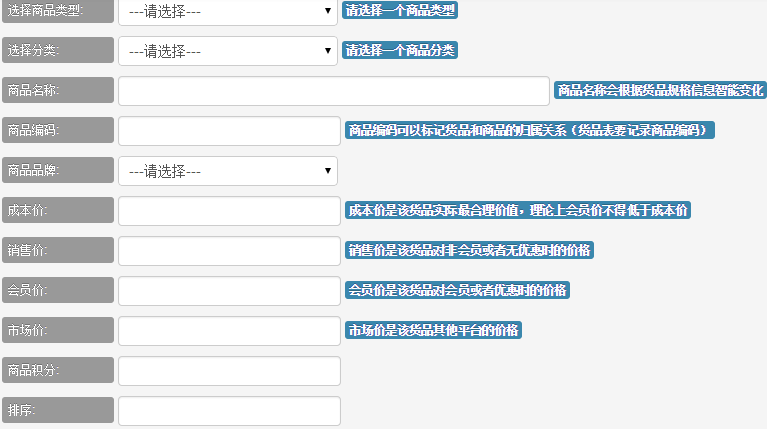 选择商品类型: ---请选择--- 请选择一个商品类型
选择分类: ---请选择--- 请选择一个商品分类
商品名称: 商品名称会根据货品规格信息智能变化
商品编码: 商品编码可以标记货品和商品的归属关系（货品表要记录商品编码）
商品品牌: ---请选择---
成本价: 成本价是该货品实际最合理价值，理论上会员价不得低于成本价
销售价: 销售价是该货品对非会员或者无优惠时的价格
会员价: 会员价是该货品对会员或者优惠时的价格
市场价: 市场价是该货品其他平台的价格
商品积分:
排序: